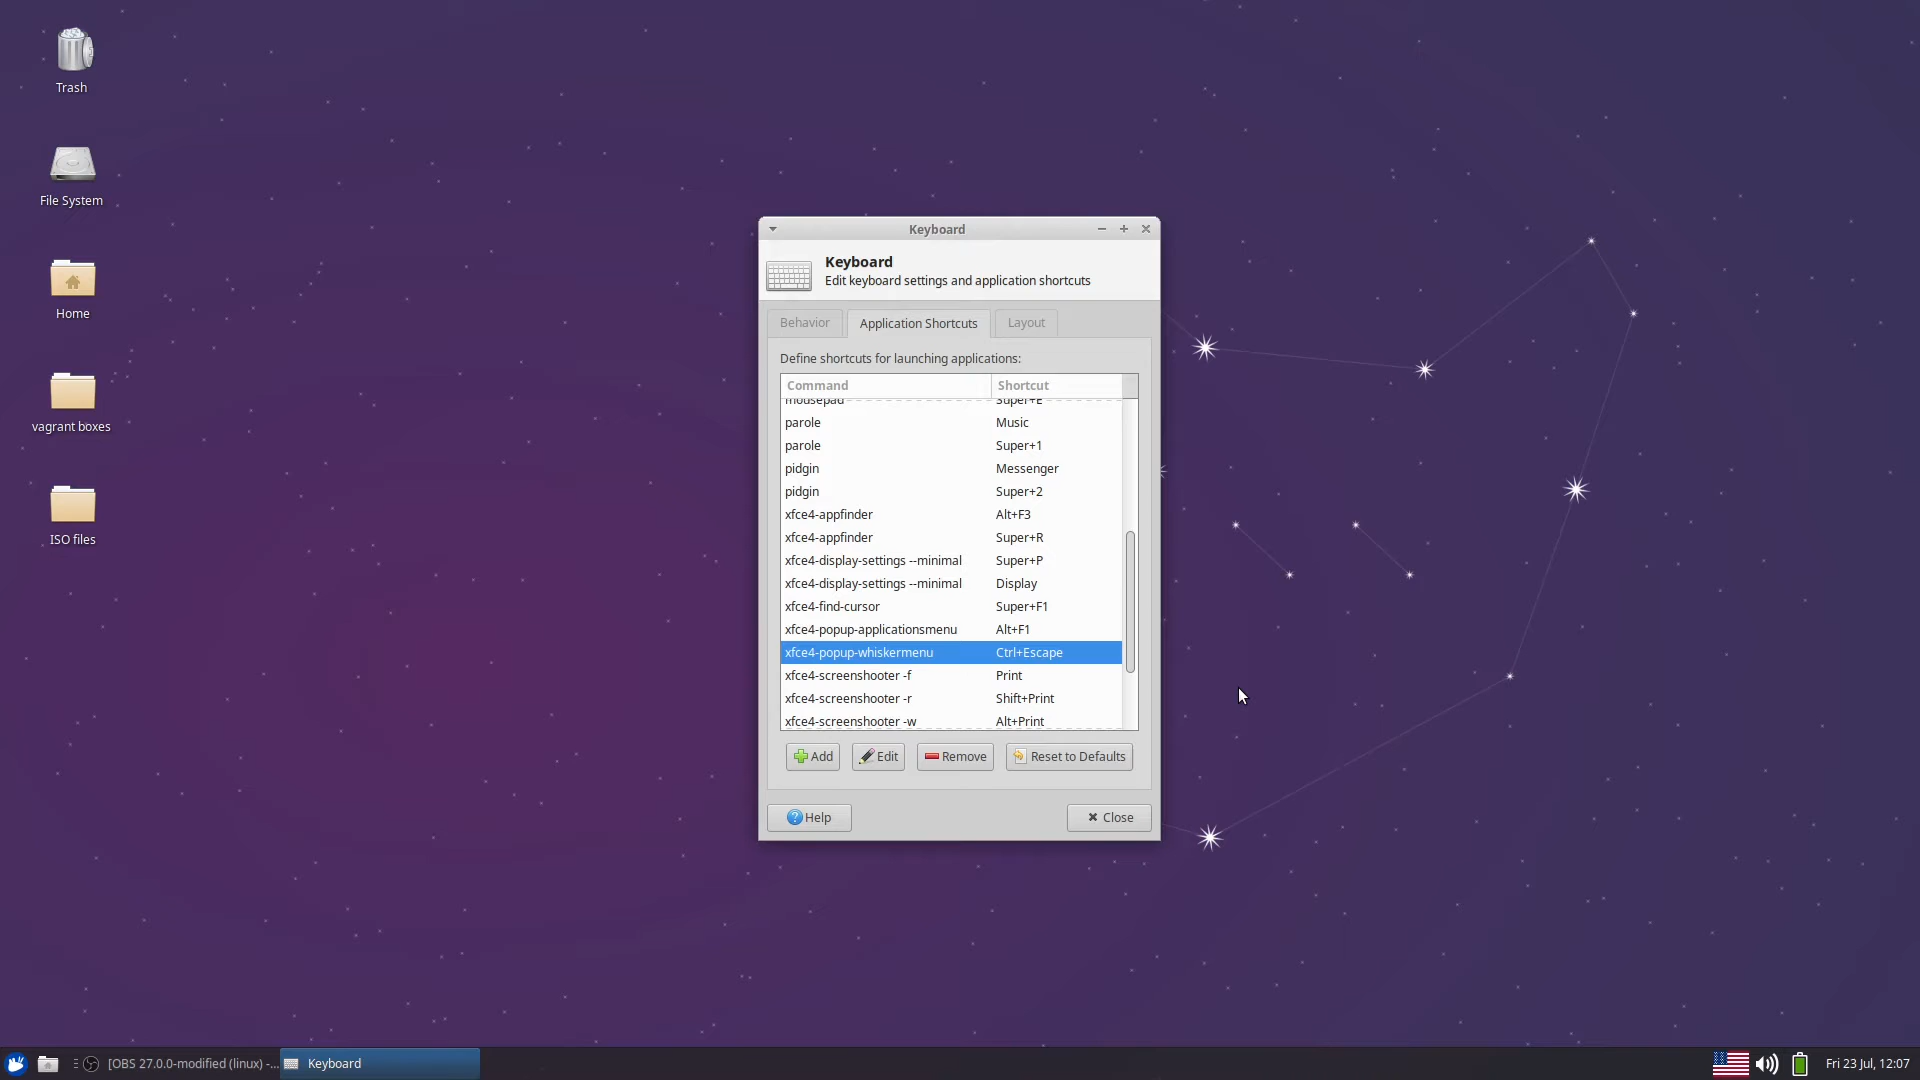 Trash
File System
Home
vagrant boxes
ISO files
Keyboard
Keyboard
Edit keyboard settings and application shortcuts
Behavior Application Shortcuts Layout
Define shortcuts for launching applications:
Command Shortcut
mousepad Super+E
parole Music
parole Super+1
pidgin Messenger
pidgin Super+2
xfce4-appfinder Alt+F3
xfce4-appfinder Super+R
xfce4-display-settings --minimal Super+P
xfce4-display-settings --minimal Display
xfce4-find-cursor Super+F1
xfce4-popup-applicationsmenu Alt+F1
xfce4-popup-whiskermenu Ctrl+Escape
xfce4-screenshooter -f Print
xfce4-screenshooter -r Shift+Print
xfce4-screenshooter -w Alt+Print
Add Edit Remove Reset to Defaults
Help Close
[OBS 27.0.0-modified (linux) -... Keyboard Fri 23 Jul, 12:07